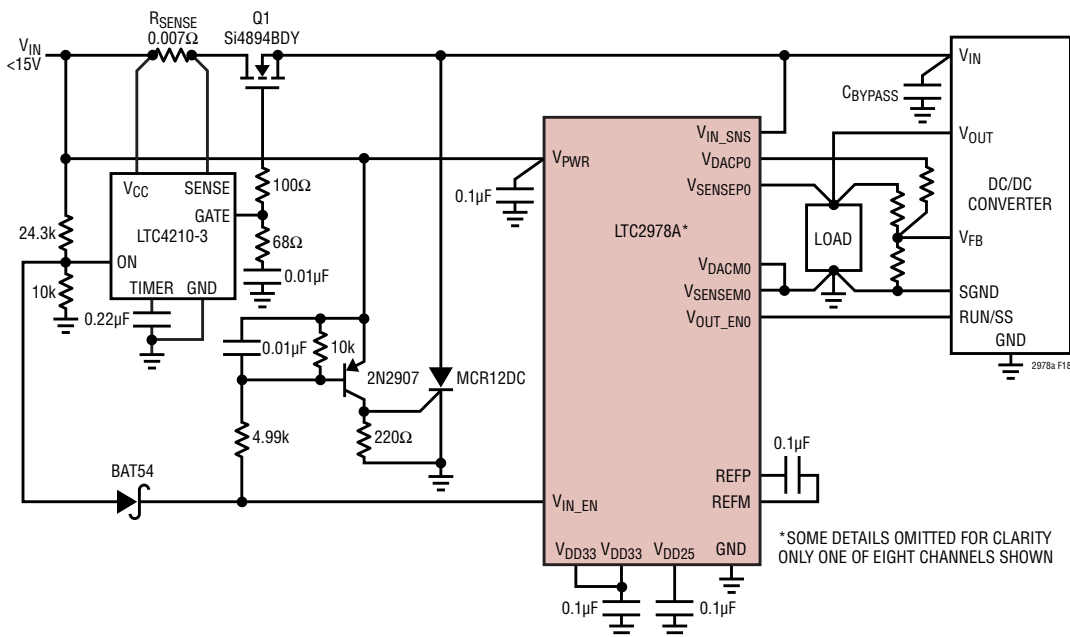 RSENSE
0.007Ω
Q1
Si4894BDY
VIN
<15V
VIN
CBYPASS
VOUT
DC/DC
CONVERTER
VFB
SGND
RUN/SS
GND
2978a F18
VCC
SENSE
GATE
LTC4210-3
ON
TIMER
GND
100Ω
68Ω
0.01µF
24.3k
10k
0.22µF
0.01µF
10k
2N2907
MCR12DC
4.99k
220Ω
BAT54
0.1µF
VPWR
VIN_SNS
VDACP0
VSENSEP0
LTC2978A*
VDACM0
VSENSEM0
VOUT_EN0
LOAD
REFP
REFM
0.1µF
VIN_EN
VDD33
VDD33
VDD25
GND
0.1µF
0.1µF
*SOME DETAILS OMITTED FOR CLARITY
ONLY ONE OF EIGHT CHANNELS SHOWN